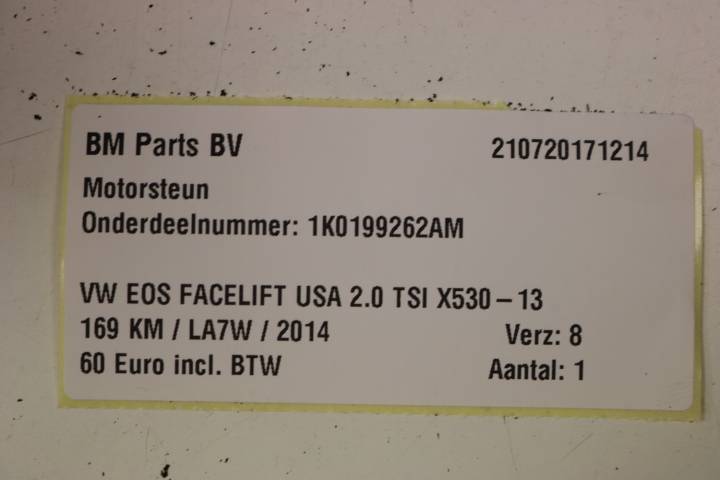 BM Parts BV 210720171214
Motorsteun
Onderdeelnummer: 1K0199262AM
VW EOS FACELIFT USA 2.0 TSI X530 – 13
169 KM / LA7W / 2014 Verz: 8
60 Euro incl. BTW Aantal: 1